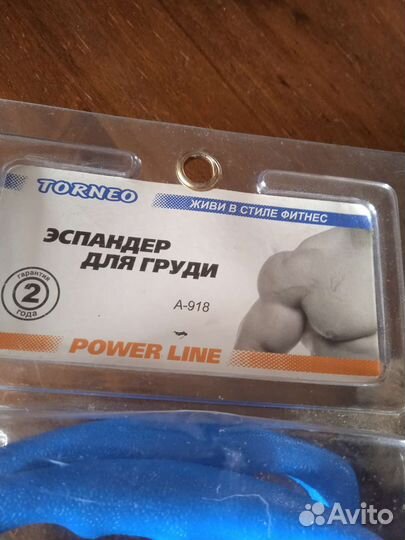 TORNEO
ЖИВИ В СТИЛЕ ФИТНЕС
ЭСПАНДЕР
ДЛЯ ГРУДИ
гарантия
2
года
А-918
POWER LINE
Avito